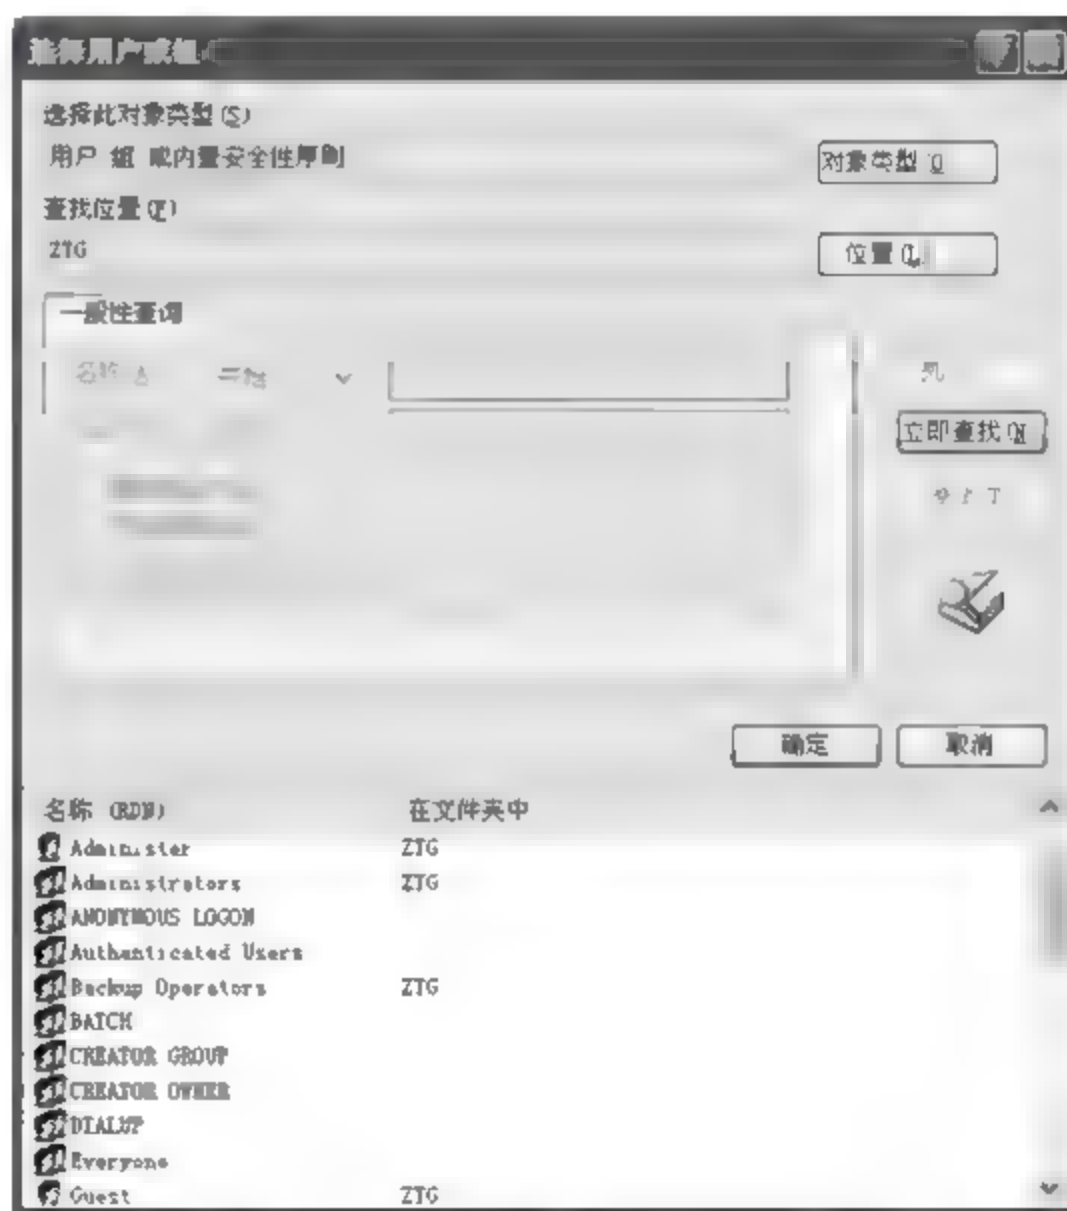 选择用户或组
选择此对象类型(S)
用户 组 或内置安全性原则
对象类型 O
查找位置(F)
ZTG
位置(L)
一般性查询
名称 A
列
立即查找(N
确定
取消
名称 (RDN)
在文件夹中
Administer
ZTG
Administrators
ZTG
ANONYMOUS LOGON
Authenticated Users
Backup Operators
ZTG
BATCH
CREATOR GROUP
CREATOR OWNER
DIALUP
Everyone
Guest
ZTG